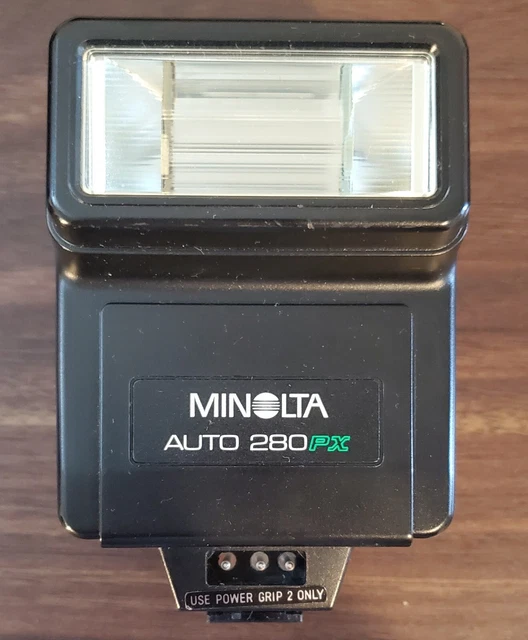 MINOLTA
AUTO 280PX
USE POWER GRIP 2 ONLY